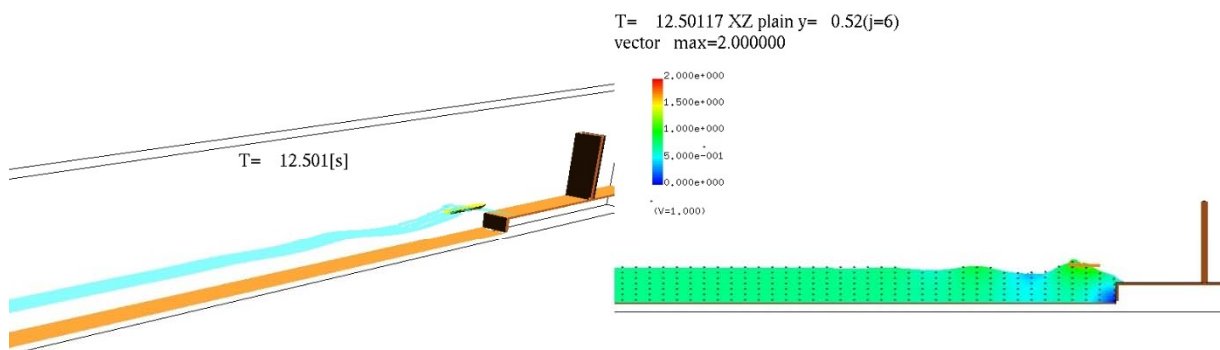 T= 12.501[s]
T= 12.50117 XZ plain y= 0.52(j=6)
vector max=2.000000
2.000e+000
1.500e+000
1.000e+000
5.000e-001
0.000e+000
(V=1.000)